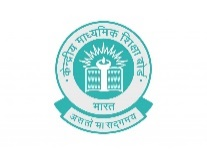 केन्द्रीय माध्यमिक शिक्षा बोर्ड
भारत
असतो मा सद्गमय